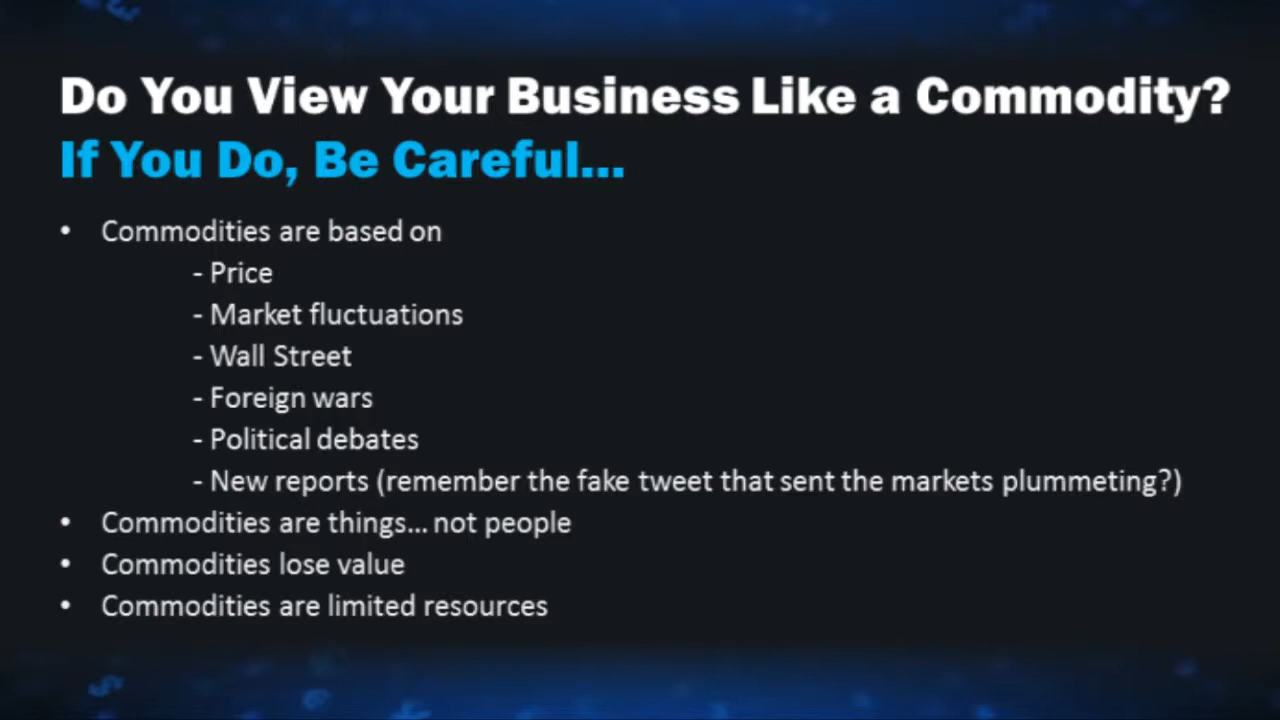 Do You View Your Business Like a Commodity?
If You Do, Be Careful...
• Commodities are based on
- Price
- Market fluctuations
- Wall Street
- Foreign wars
- Political debates
- New reports (remember the fake tweet that sent the markets plummeting?)
• Commodities are things... not people
• Commodities lose value
• Commodities are limited resources